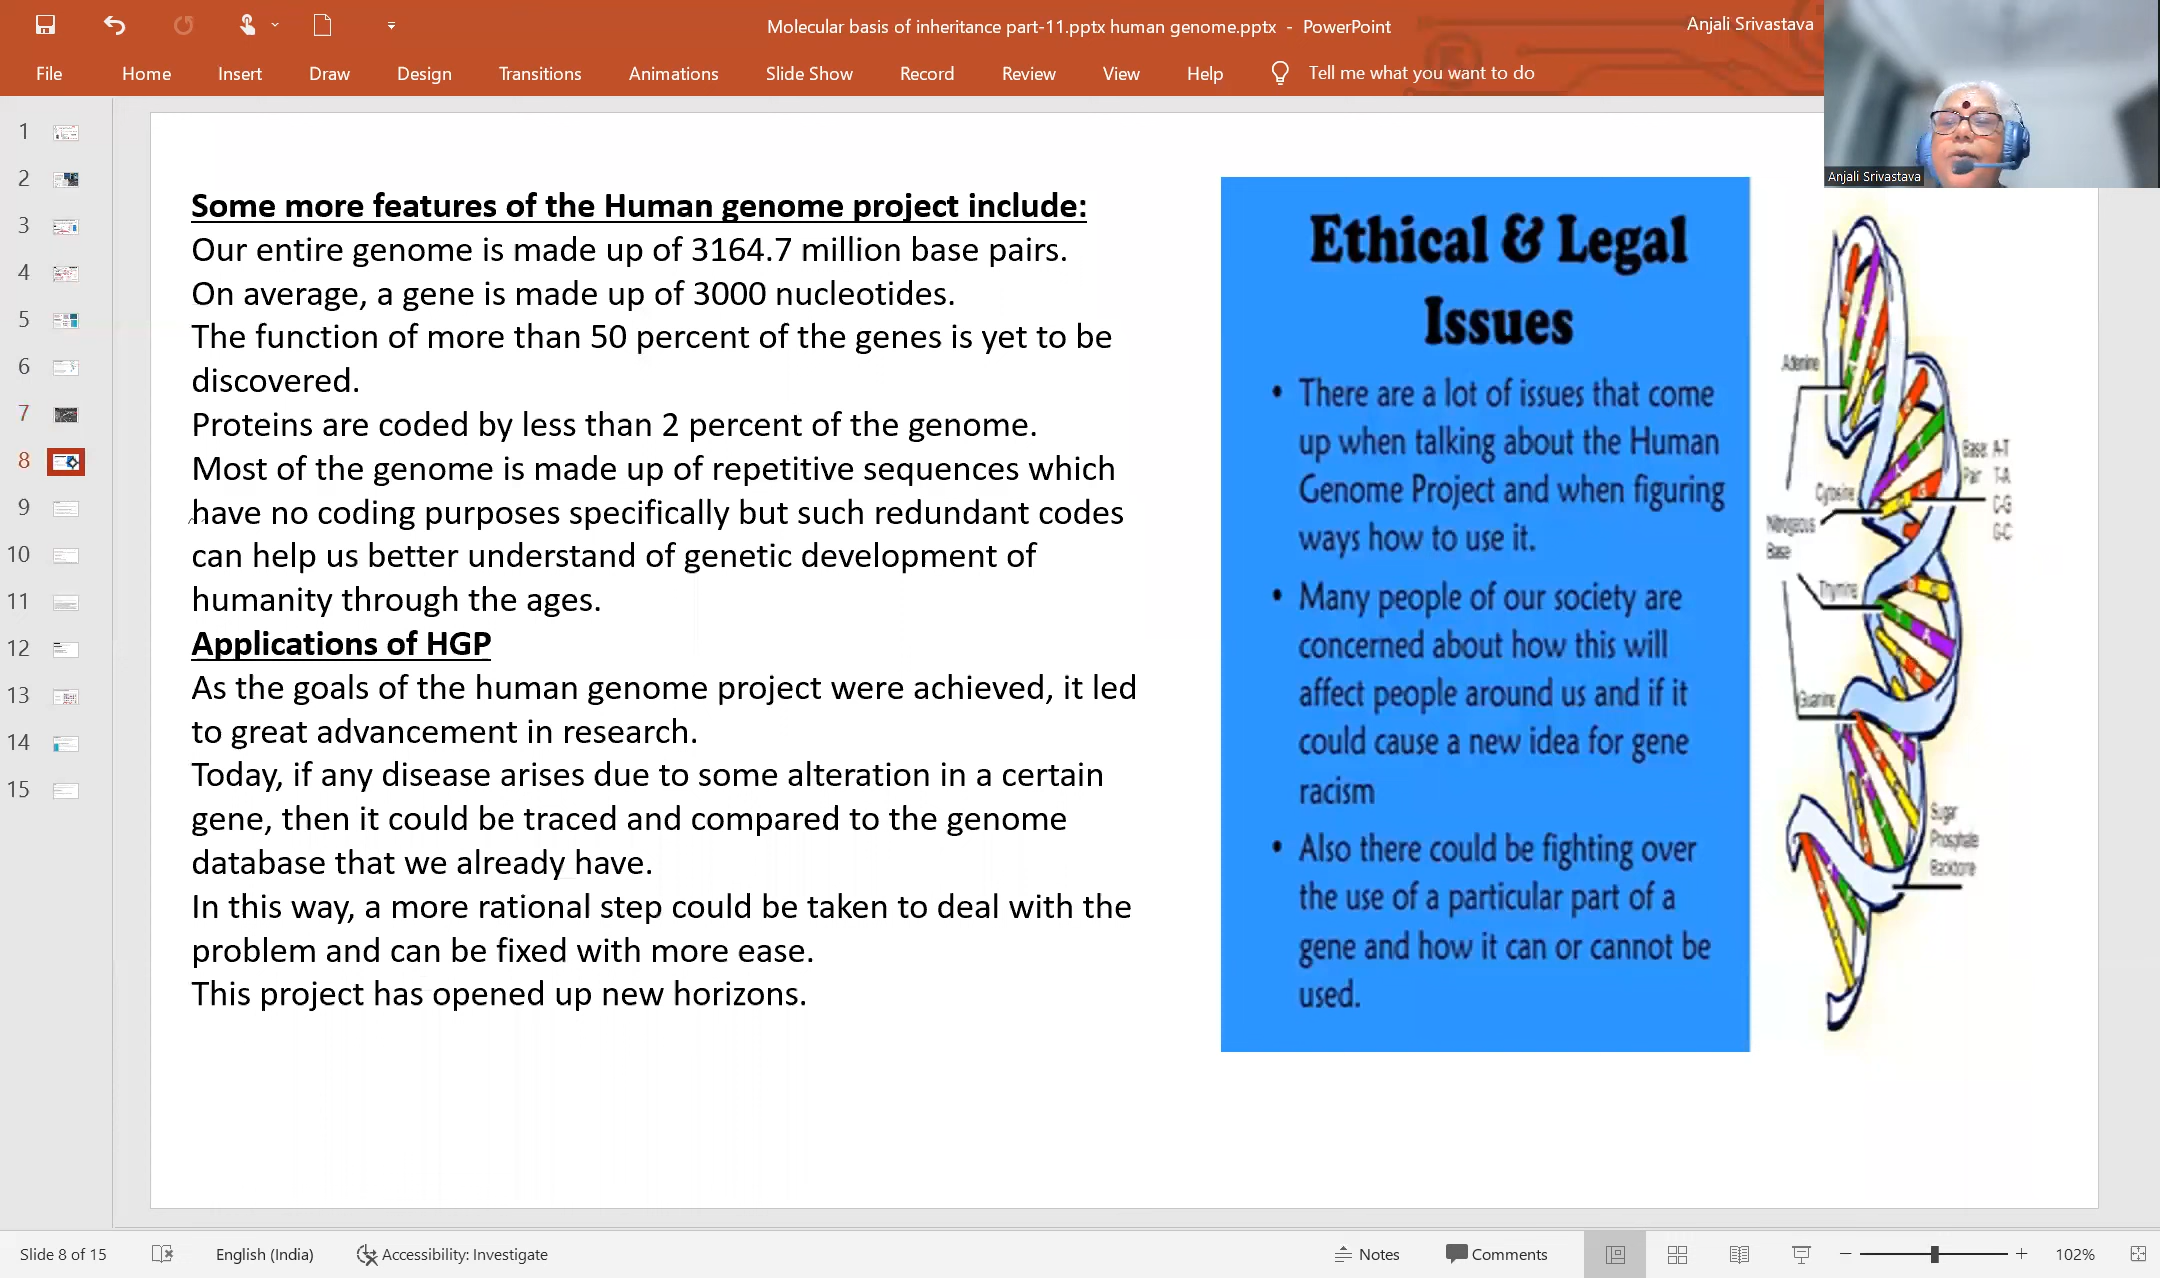 Molecular basis of inheritance part-11.pptx human genome.pptx - PowerPoint
Anjali Srivastava
File Home Insert Draw Design Transitions Animations Slide Show Record Review View Help Tell me what you want to do
Anjali Srivastava
1
2
3
4
5
6
7
8
9
10
11
12
13
14
15
Some more features of the Human genome project include:
Our entire genome is made up of 3164.7 million base pairs.
On average, a gene is made up of 3000 nucleotides.
The function of more than 50 percent of the genes is yet to be
discovered.
Proteins are coded by less than 2 percent of the genome.
Most of the genome is made up of repetitive sequences which
have no coding purposes specifically but such redundant codes
can help us better understand of genetic development of
humanity through the ages.
Applications of HGP
As the goals of the human genome project were achieved, it led
to great advancement in research.
Today, if any disease arises due to some alteration in a certain
gene, then it could be traced and compared to the genome
database that we already have.
In this way, a more rational step could be taken to deal with the
problem and can be fixed with more ease.
This project has opened up new horizons.
Ethical & Legal
Issues
• There are a lot of issues that come
up when talking about the Human
Genome Project and when figuring
ways how to use it.
• Many people of our society are
concerned about how this will
affect people around us and if it
could cause a new idea for gene
racism
• Also there could be fighting over
the use of a particular part of a
gene and how it can or cannot be
used.
Adenine
Base A-T
Pair T-A
C-G
G-C
Cytosine
Nitrogeous
Base
Thymine
Guanine
Sugar
Phosphate
Backbone
Slide 8 of 15 English (India) Accessibility: Investigate Notes Comments 102%